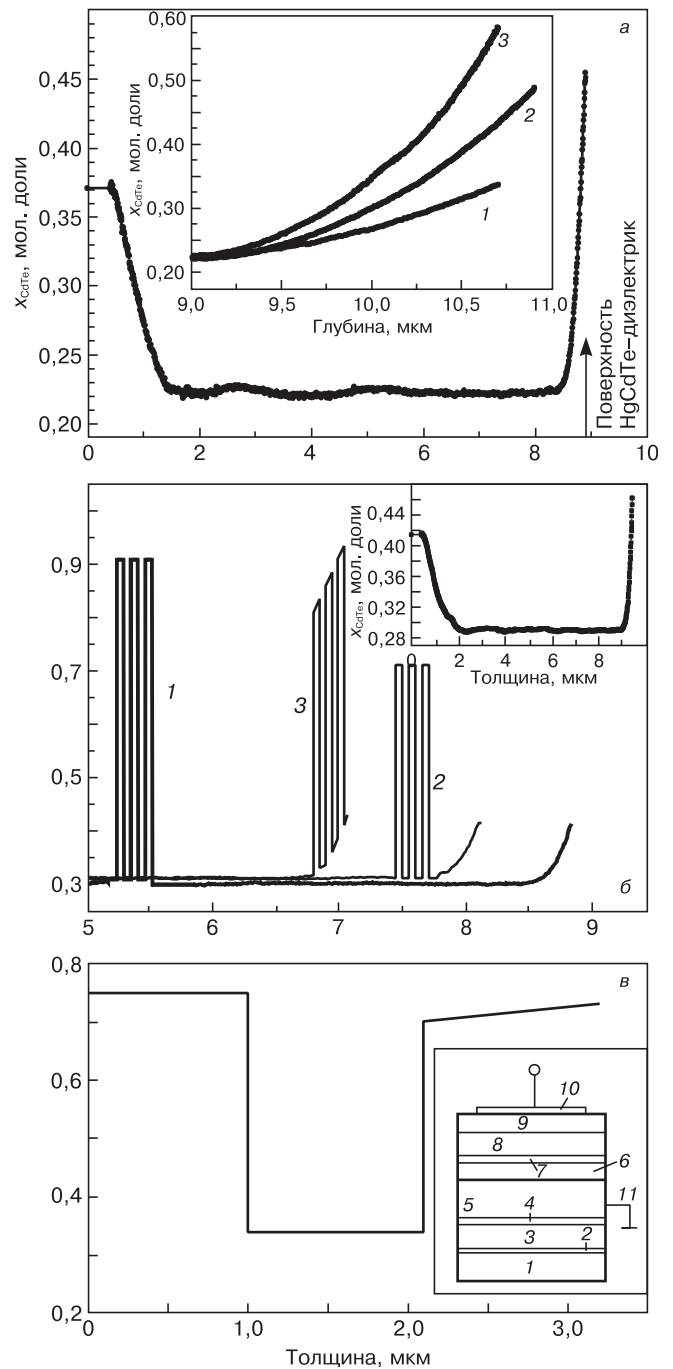 а
0,45
0,40
0,35
0,30
0,25
0,20
xCdTe, мол. доли
0 2 4 6 8 10
Поверхность
HgCdTe–диэлектрик
0,60
0,50
0,40
0,30
0,20
xCdTe, мол. доли
9,0 9,5 10,0 10,5 11,0
Глубина, мкм
3
2
1
0,9
0,7
0,5
0,3
5 6 7 8 9
1
3
2
б
0,44
0,40
0,36
0,32
0,28
xCdTe, мол. доли
0 2 4 6 8
Толщина, мкм
в
0,8
0,6
0,4
0,2
0 1,0 2,0 3,0
Толщина, мкм
10
9
8
7
6
5 4 11
3 2
1